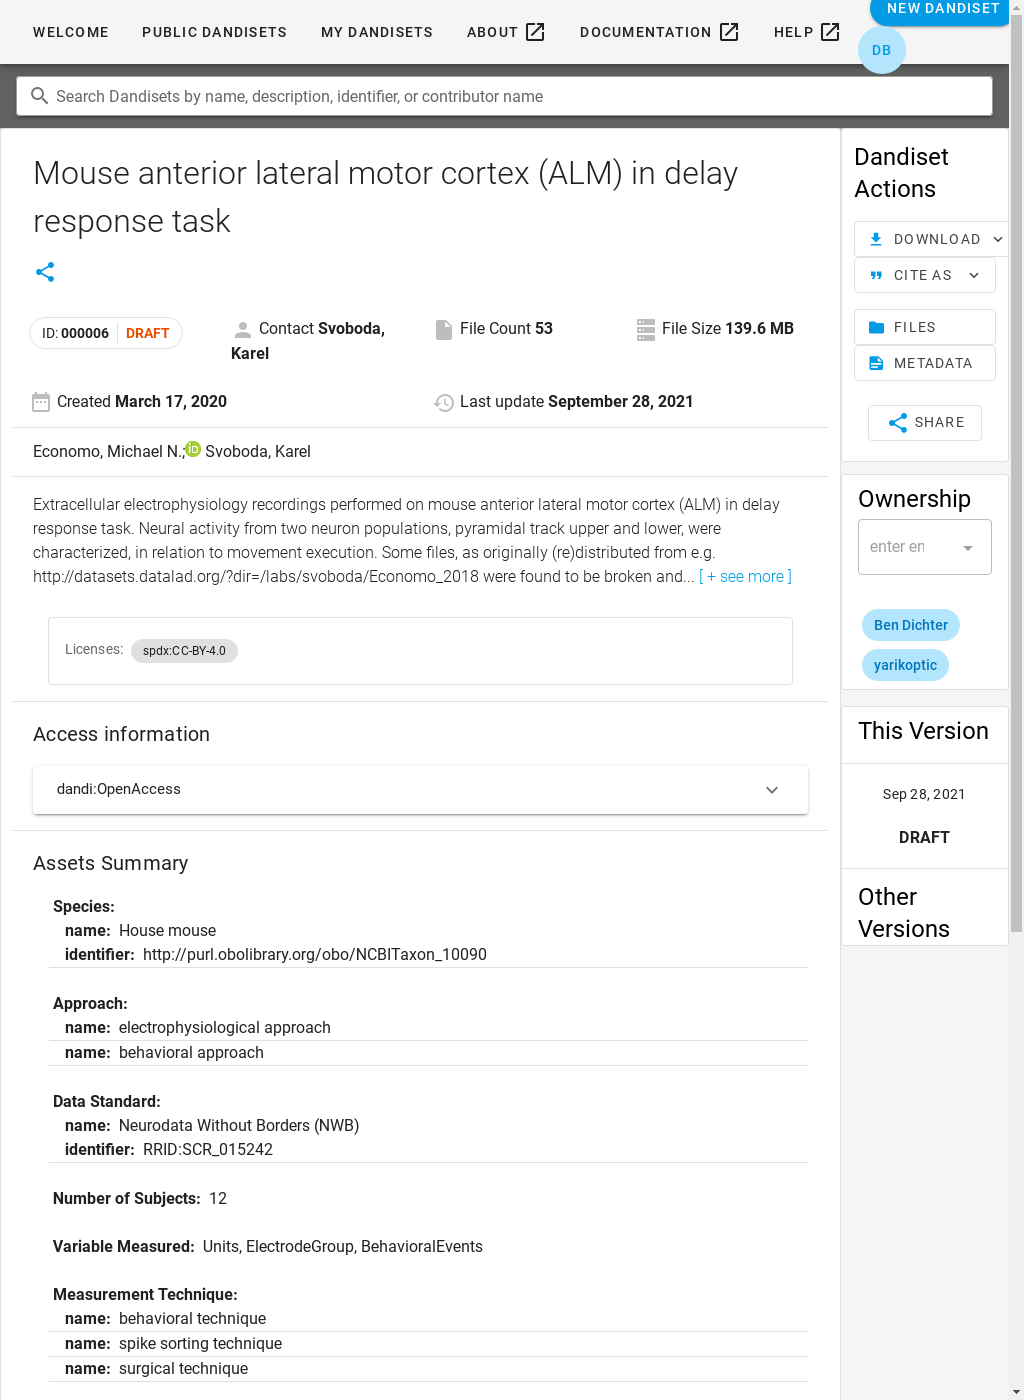 WELCOME PUBLIC DANDISETS MY DANDISETS ABOUT DOCUMENTATION HELP NEW DANDISET
DB
Search Dandisets by name, description, identifier, or contributor name
Mouse anterior lateral motor cortex (ALM) in delay
response task
ID: 000006 DRAFT
Contact Svoboda,
Karel
File Count 53
File Size 139.6 MB
Created March 17, 2020
Last update September 28, 2021
Economo, Michael N.; Svoboda, Karel
Extracellular electrophysiology recordings performed on mouse anterior lateral motor cortex (ALM) in delay
response task. Neural activity from two neuron populations, pyramidal track upper and lower, were
characterized, in relation to movement execution. Some files, as originally (re)distributed from e.g.
http://datasets.datalad.org/?dir=/labs/svoboda/Economo_2018 were found to be broken and... [ + see more ]
Licenses: spdx:CC-BY-4.0
Access information
dandi:OpenAccess
Assets Summary
Species:
name: House mouse
identifier: http://purl.obolibrary.org/obo/NCBITaxon_10090
Approach:
name: electrophysiological approach
name: behavioral approach
Data Standard:
name: Neurodata Without Borders (NWB)
identifier: RRID:SCR_015242
Number of Subjects: 12
Variable Measured: Units, ElectrodeGroup, BehavioralEvents
Measurement Technique:
name: behavioral technique
name: spike sorting technique
name: surgical technique
Dandiset
Actions
DOWNLOAD
CITE AS
FILES
METADATA
SHARE
Ownership
enter en
Ben Dichter
yarikoptic
This Version
Sep 28, 2021
DRAFT
Other
Versions